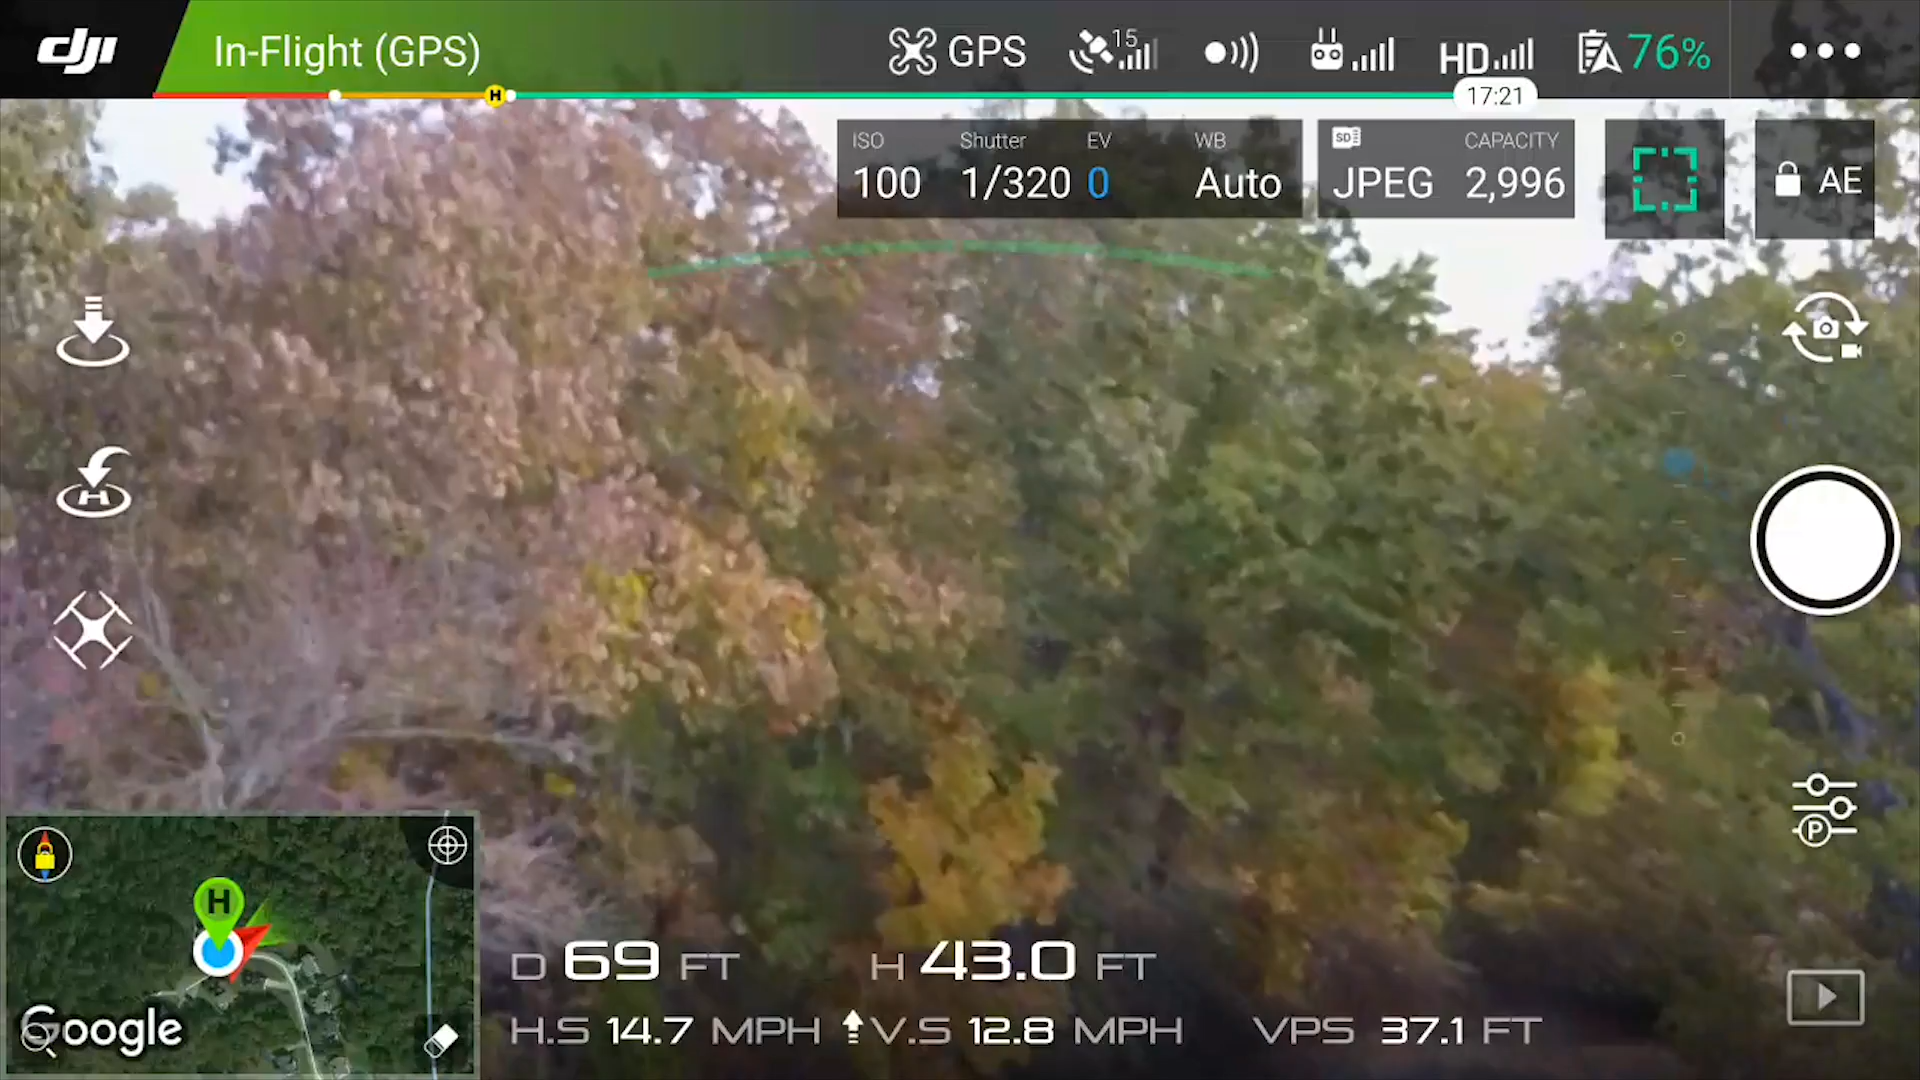 dji In-Flight (GPS) GPS 15 HD 76%
H 17:21
ISO Shutter EV WB SD CAPACITY
100 1/320 0 Auto JPEG 2,996 AE
H
P
H
D 69 FT H 43.0 FT
Google H.S 14.7 MPH V.S 12.8 MPH VPS 37.1 FT